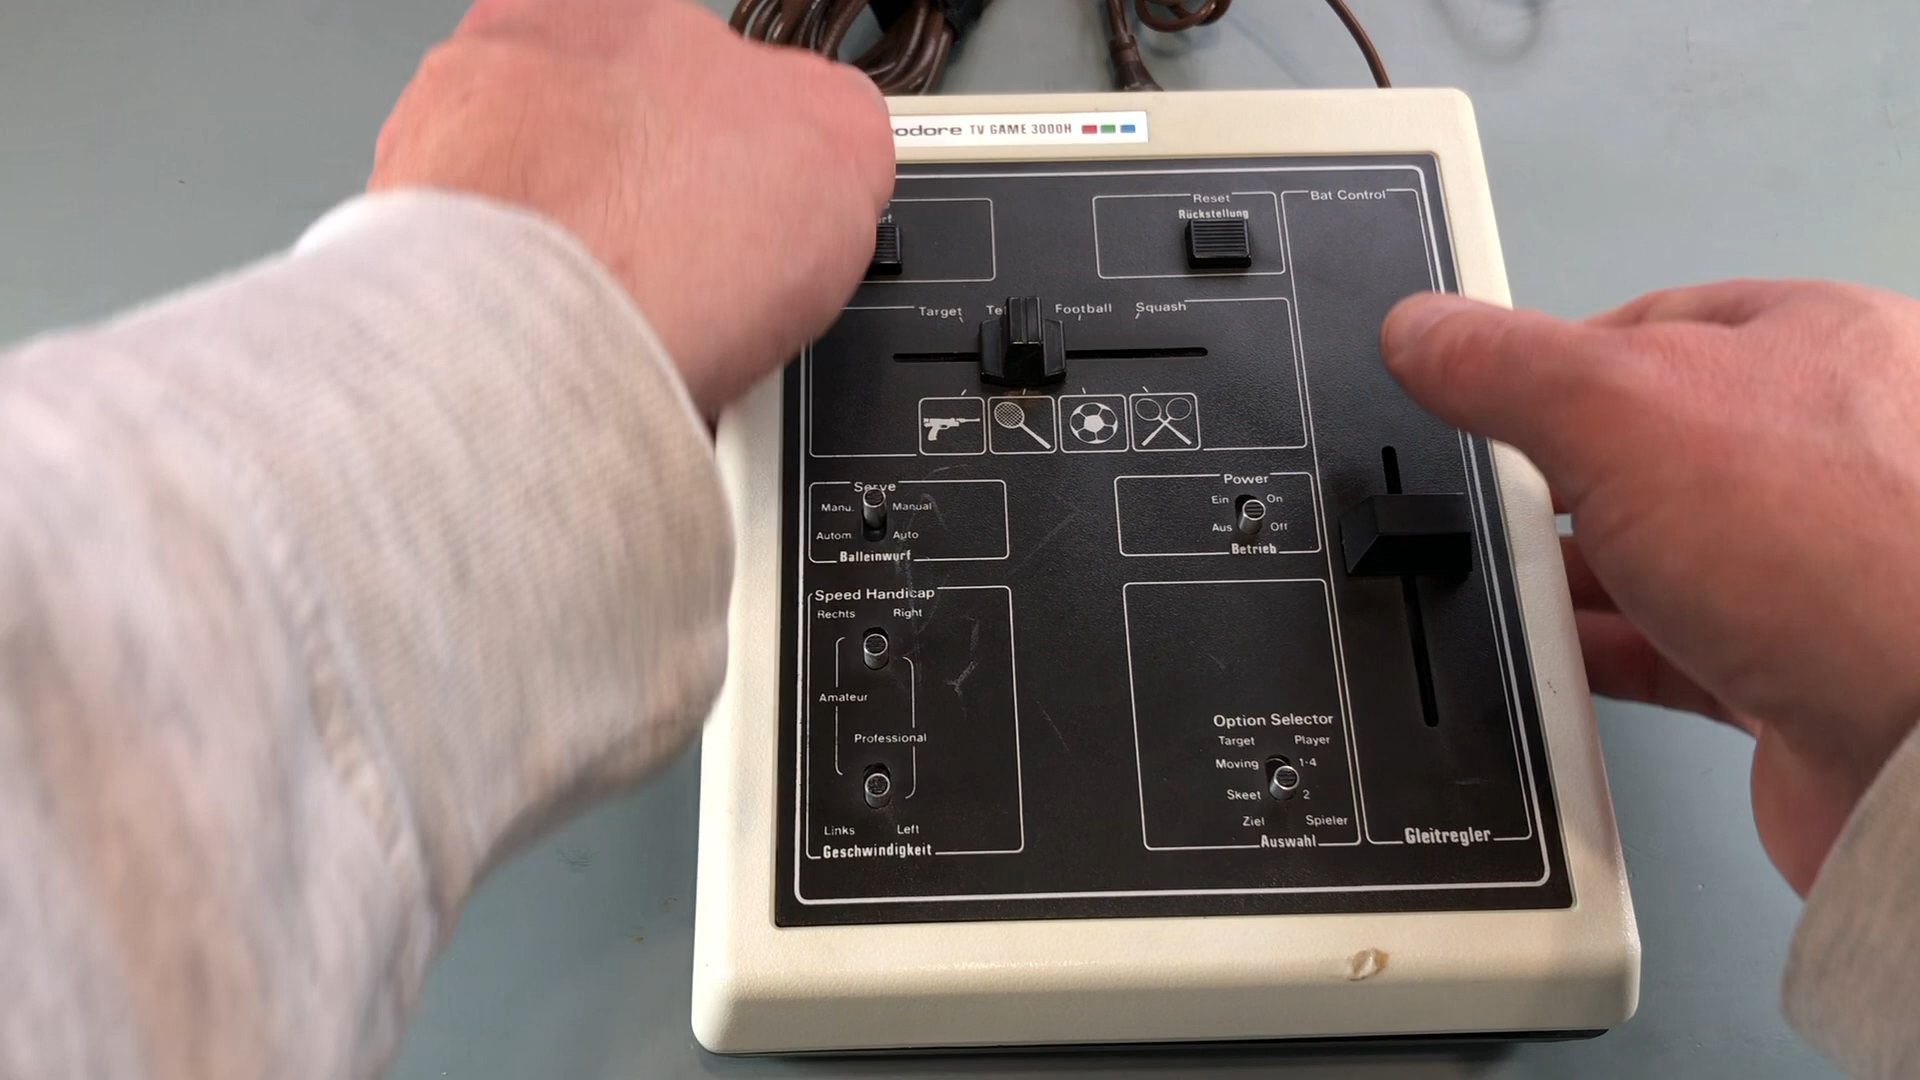 odore TV GAME 3000H
Reset
Rückstellung
Bat Control
Target Football Squash
Serve
Manu. Manual
Autom Auto
Balleinwurf
Power
Ein On
Aus Off
Betrieb
Speed Handicap
Rechts Right
Amateur
Professional
Links Left
Geschwindigkeit
Option Selector
Target Player
Moving 1-4
Skeet 2
Ziel Spieler
Auswahl
Gleitregler